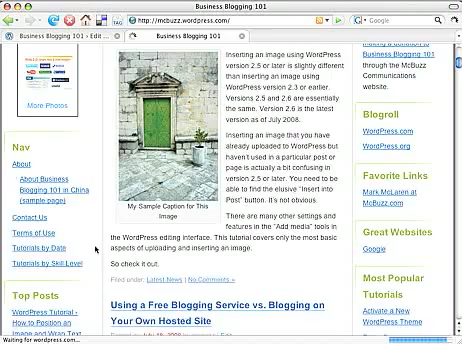 Business Blogging 101
http://mcbuzz.wordpress.com/
Google
Business Blogging 101 › Edit ...
Business Blogging 101
More Photos
Nav
About
About Business
Blogging 101 in China
(sample page)
Contact Us
Terms of Use
Tutorials by Date
Tutorials by Skill Level
Top Posts
WordPress Tutorial -
How to Position an
Image and Wrap Text
My Sample Caption for This
Image
Inserting an image using WordPress
version 2.5 or later is slightly different
than inserting an image using
WordPress version 2.3 or earlier.
Versions 2.5 and 2.6 are essentially
the same. Version 2.6 is the latest
version as of July 2008.
Inserting an image that you have
already uploaded to WordPress but
haven't used in a particular post or
page is actually a bit confusing in
version 2.5 or later. You need to be
able to find the elusive "Insert into
Post" button. It's not obvious.
There are many other settings and
features in the "Add media" tools in
the WordPress editing interface. This tutorial covers only the most basic
aspects of uploading and inserting an image.
So check it out.
Filed under: Latest News | No Comments »
Using a Free Blogging Service vs. Blogging on
Your Own Hosted Site
making a donation to
Business Blogging 101
through the McBuzz
Communications
website.
Blogroll
WordPress.com
WordPress.org
Favorite Links
Mark McLaren at
McBuzz.com
Great Websites
Google
Most Popular
Tutorials
Activate a New
WordPress Theme
Waiting for wordpress.com...